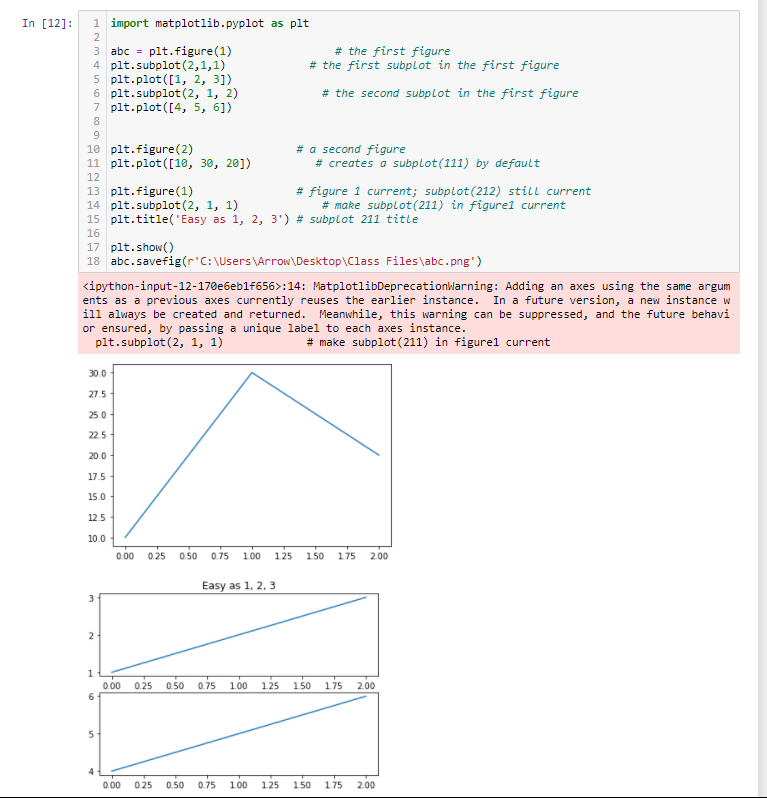 In [12]:
1 import matplotlib.pyplot as plt
2
3 abc = plt.figure(1)                # the first figure
4 plt.subplot(2,1,1)             # the first subplot in the first figure
5 plt.plot([1, 2, 3])
6 plt.subplot(2, 1, 2)             # the second subplot in the first figure
7 plt.plot([4, 5, 6])
8
9
10 plt.figure(2)                # a second figure
11 plt.plot([10, 30, 20])          # creates a subplot(111) by default
12
13 plt.figure(1)                # figure 1 current; subplot(212) still current
14 plt.subplot(2, 1, 1)             # make subplot(211) in figure1 current
15 plt.title('Easy as 1, 2, 3') # subplot 211 title
16
17 plt.show()
18 abc.savefig(r'C:\Users\Arrow\Desktop\Class Files\abc.png')
<ipython-input-12-170e6eb1f656>:14: MatplotlibDeprecationWarning: Adding an axes using the same argum
ents as a previous axes currently reuses the earlier instance.  In a future version, a new instance w
ill always be created and returned.  Meanwhile, this warning can be suppressed, and the future behavi
or ensured, by passing a unique label to each axes instance.
  plt.subplot(2, 1, 1)             # make subplot(211) in figure1 current
30.0
27.5
25.0
22.5
20.0
17.5
15.0
12.5
10.0
0.00 0.25 0.50 0.75 1.00 1.25 1.50 1.75 2.00
Easy as 1, 2, 3
3
2
1
0.00 0.25 0.50 0.75 1.00 1.25 1.50 1.75 2.00
6
5
4
0.00 0.25 0.50 0.75 1.00 1.25 1.50 1.75 2.00